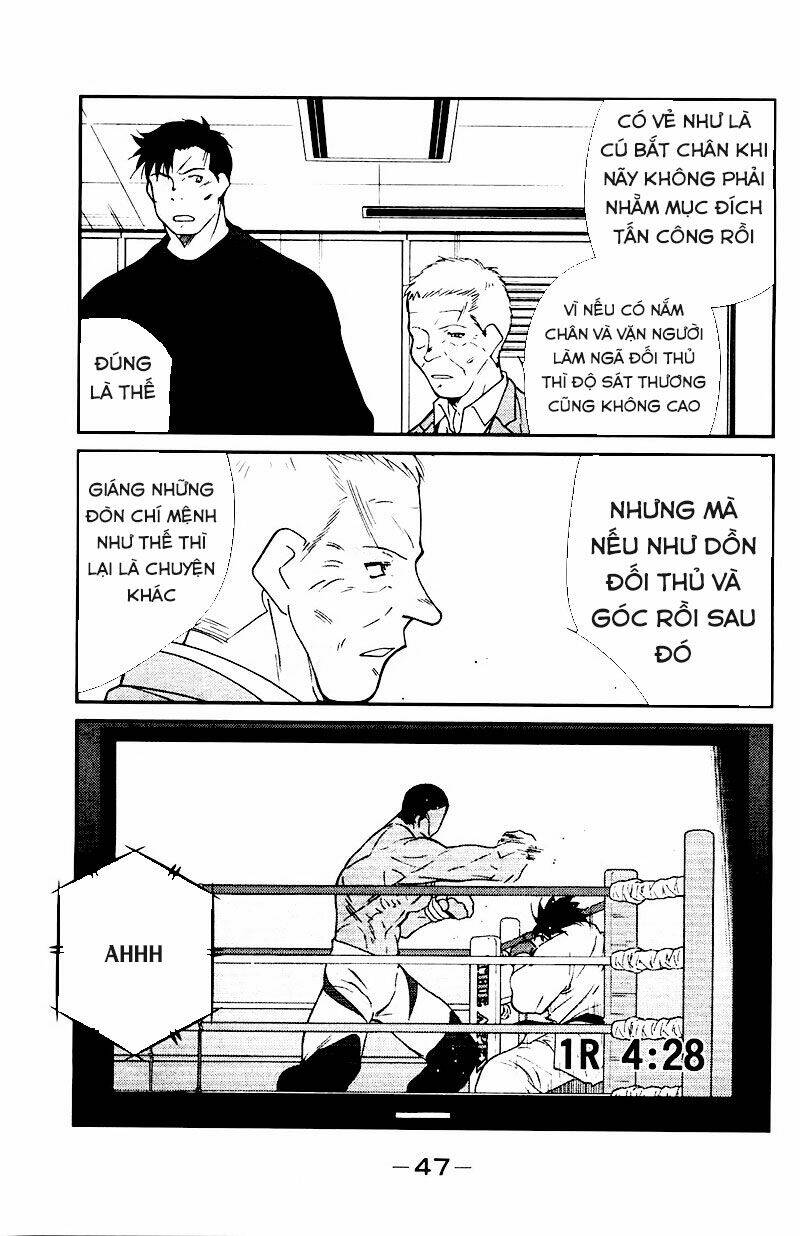 CÓ VẺ NHƯ LÀ
CÚ BẮT CHÂN KHI
NÃY KHÔNG PHẢI
NHẰM MỤC ĐÍCH
TẤN CÔNG RỒI
VÌ NẾU CÓ NẮM
CHÂN VÀ VẶN NGƯỜI
LÀM NGÃ ĐỐI THỦ
THÌ ĐỘ SÁT THƯƠNG
CŨNG KHÔNG CAO
ĐÚNG
LÀ THẾ
NHƯNG MÀ
NẾU NHƯ DỒN
ĐỐI THỦ VÀ
GÓC RỒI SAU
ĐÓ
GIÁNG NHỮNG
ĐÒN CHÍ MỆNH
NHƯ THẾ THÌ
LẠI LÀ CHUYỆN
KHÁC
AHHH
1R 4:28
-47-